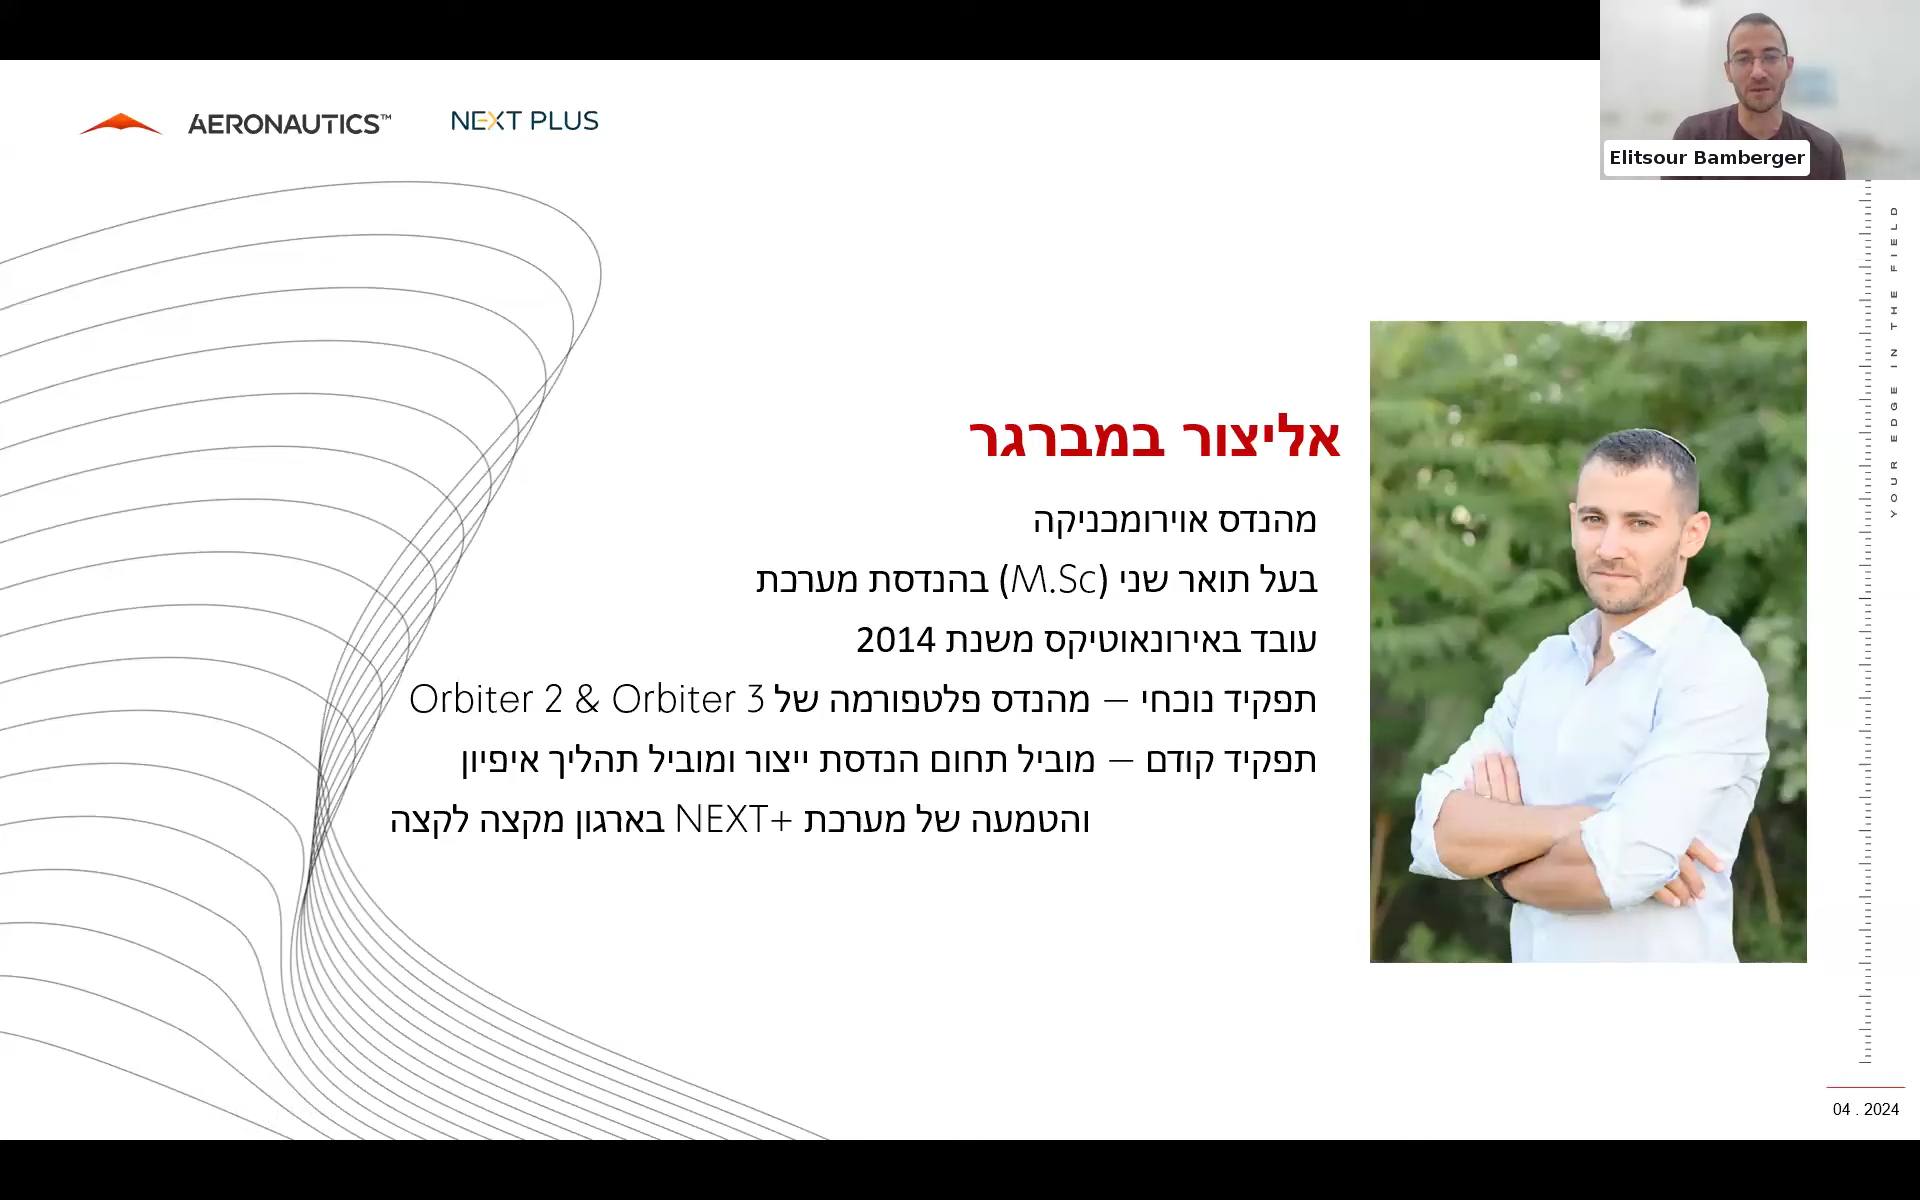 AERONAUTICS™
NEXT PLUS
Elitsour Bamberger
YOUR EDGE IN THE FIELD
אליצור במברגר
מהנדס אוירומכניקה
בעל תואר שני (M.Sc) בהנדסת מערכת
עובד באירונאוטיקס משנת 2014
תפקיד נוכחי – מהנדס פלטפורמה של Orbiter 2 & Orbiter 3
תפקיד קודם – מוביל תחום הנדסת ייצור ומוביל תהליך איפיון
והטמעה של מערכת NEXT+ בארגון מקצה לקצה
04 . 2024